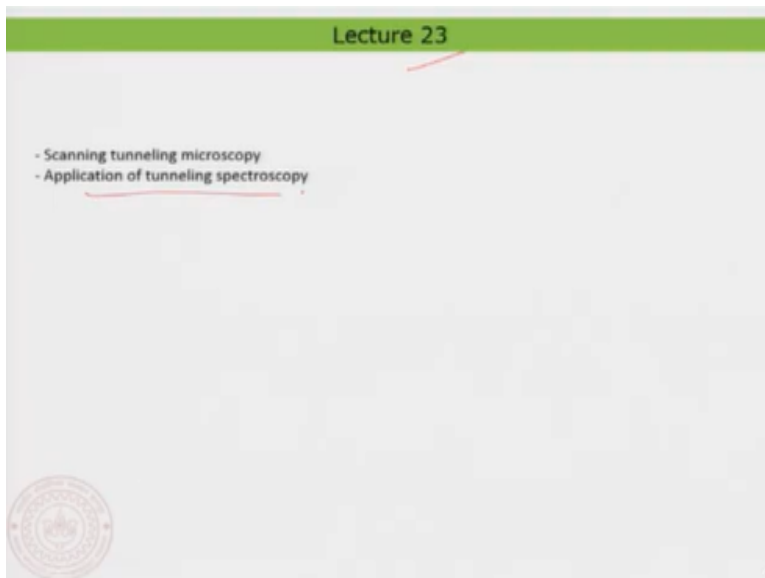 Lecture 23
- Scanning tunneling microscopy
- Application of tunneling spectroscopy